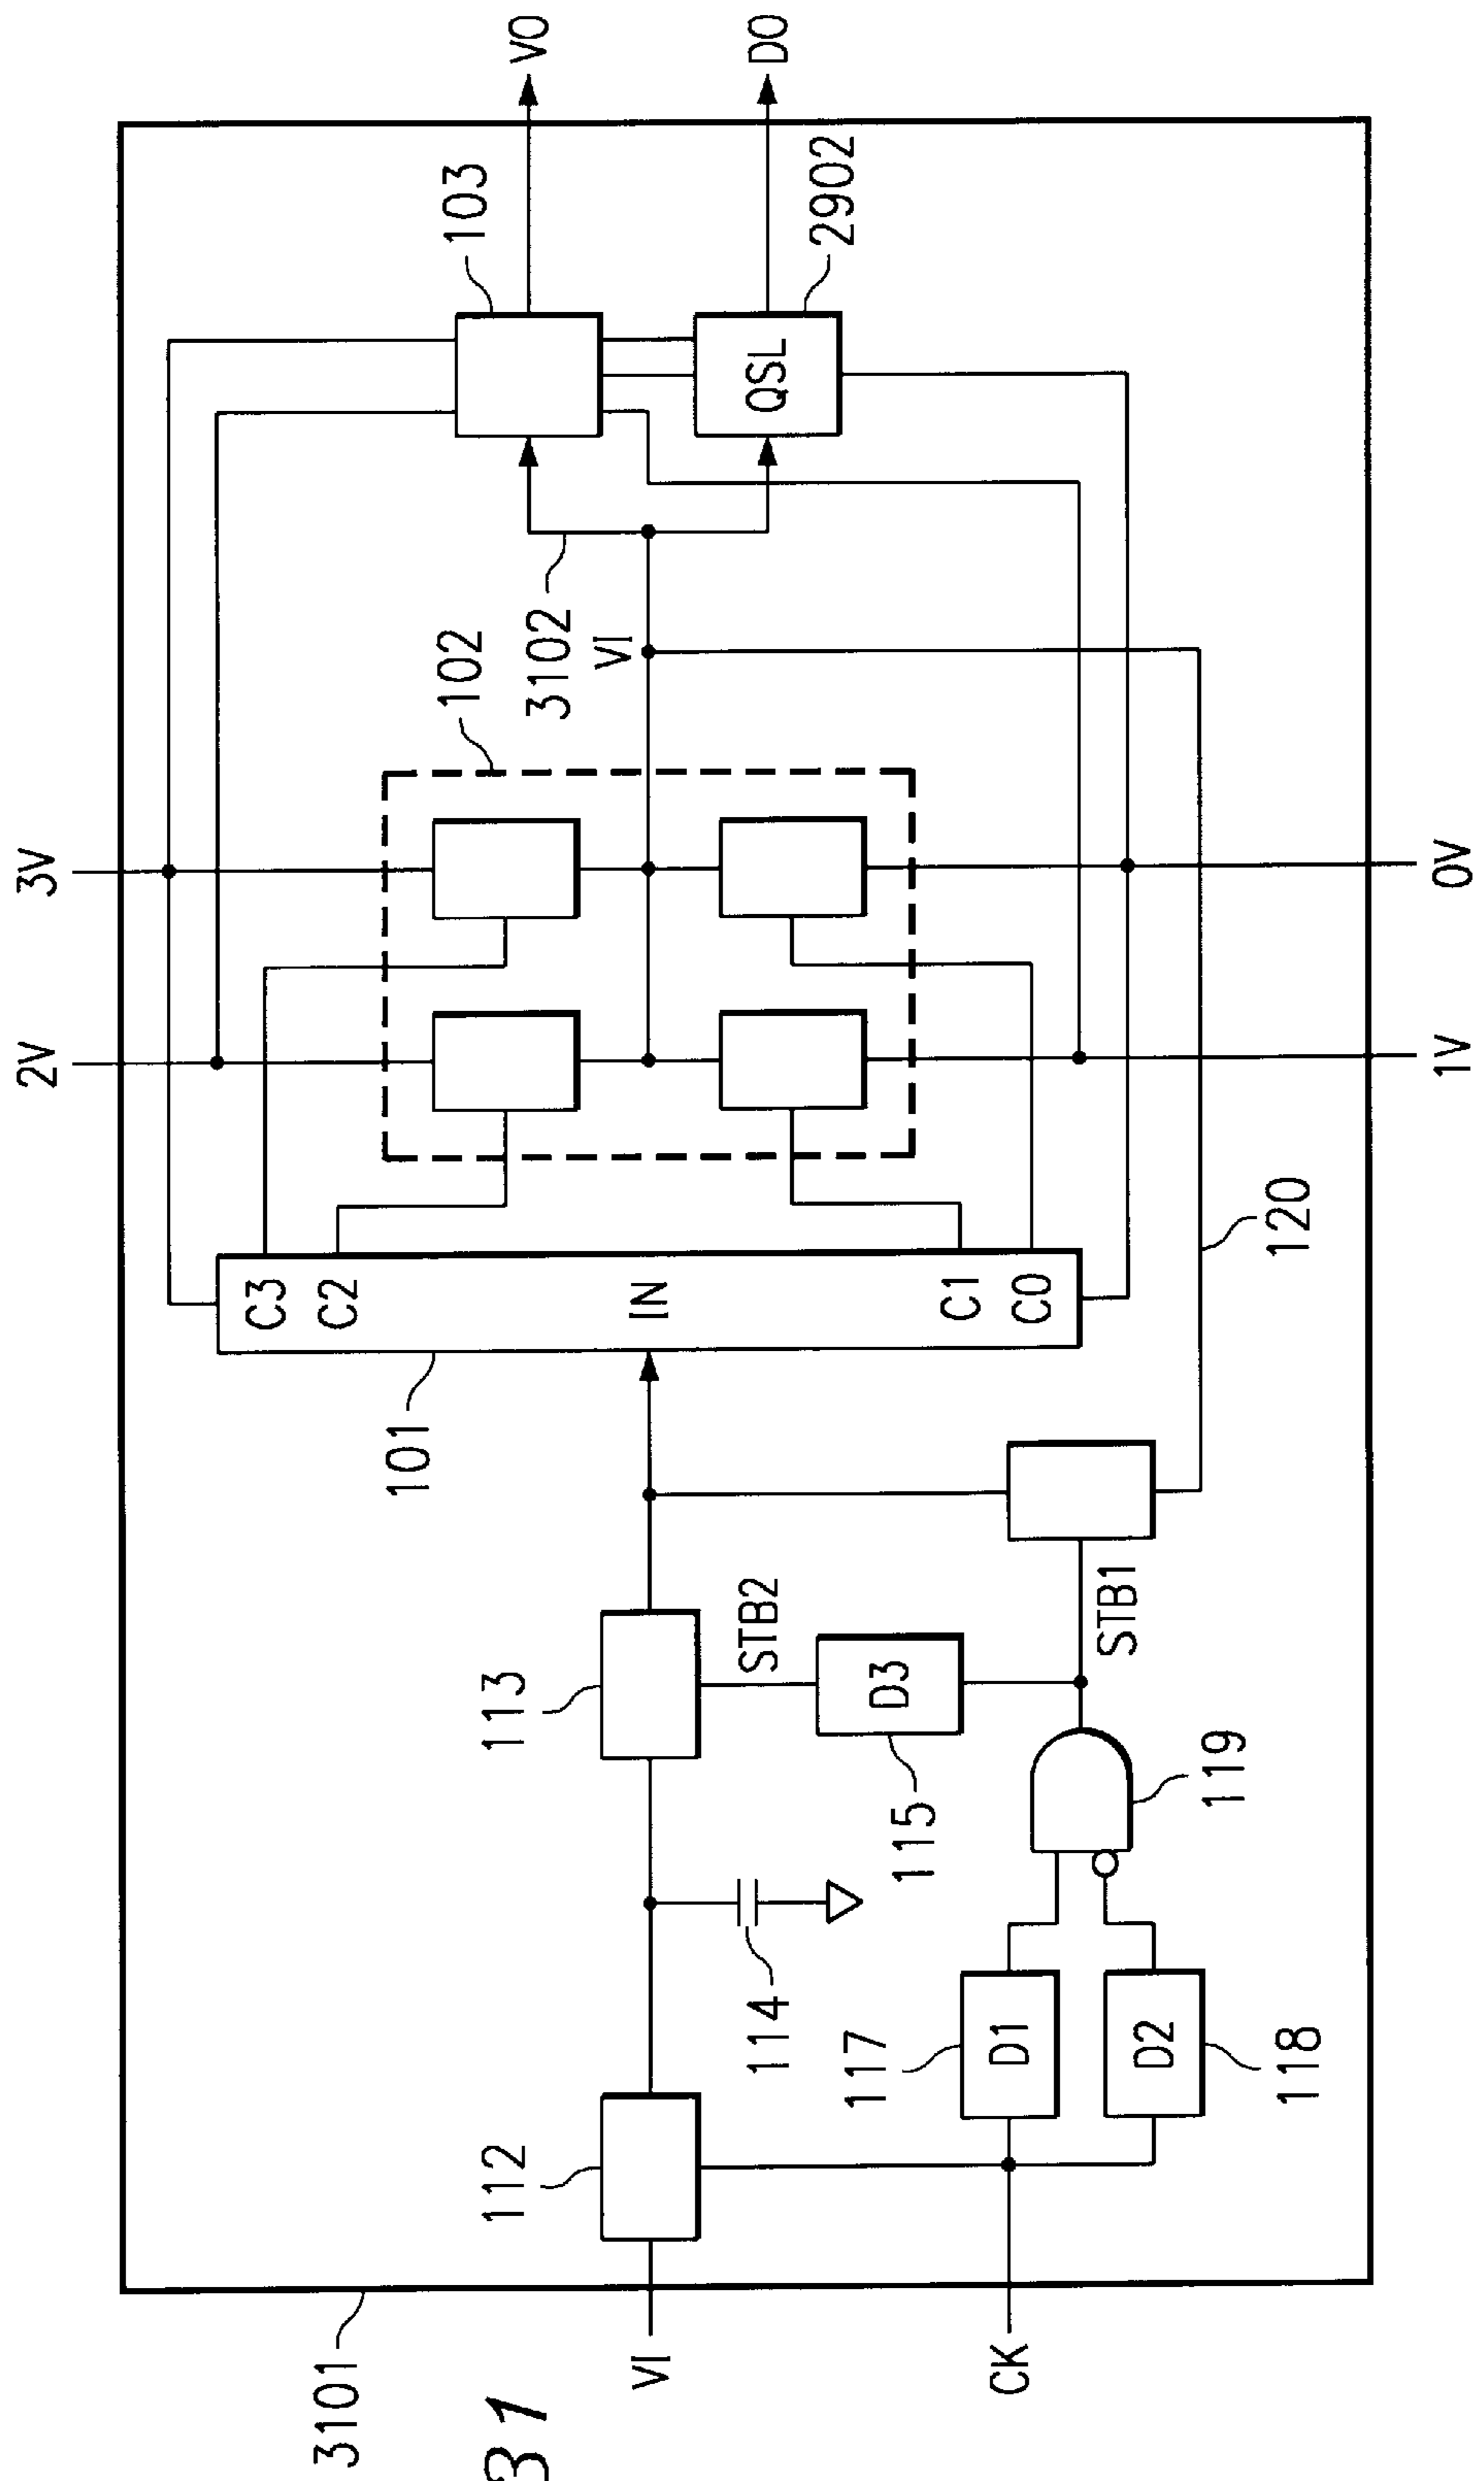 2V
3V
3101
101
102
103
VO
C3
C2
IN
C1
C0
3102
VI
QSL
DO
2902
112
113
VI
114
STB2
D3
115
STB1
117
D1
D2
118
119
120
CK
1V
0V
31